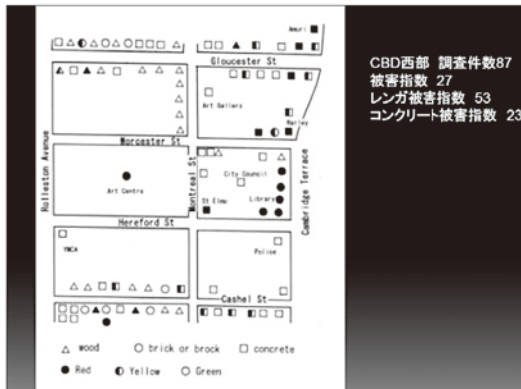 Amuri
Gloucester St
Art Gallery
Harley
Worcester St
Rolleston Avenue
Montreal St
Cambridge Terrace
Art Centre
City Council
St Elmo
Library
Hereford St
YMCA
Police
Cashel St
△ wood ○ brick or brock □ concrete
● Red ◐ Yellow ○ Green
CBD西部 調査件数87
被害指数 27
レンガ被害指数 53
コンクリート被害指数 23